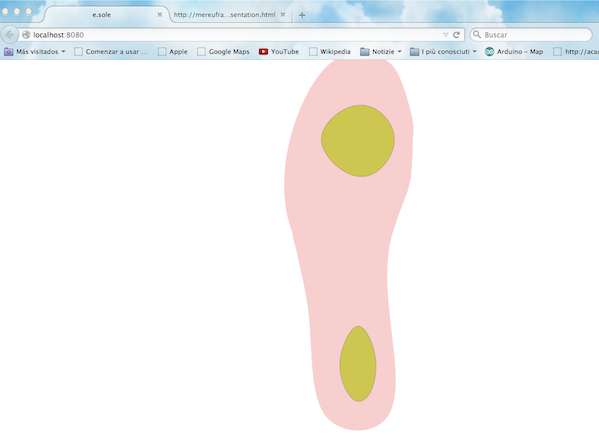 e.sole
http://mereufra...sentation.html
localhost:8080
Buscar
Más visitados
Comenzar a usar ...
Apple
Google Maps
YouTube
Wikipedia
Notizie
I più conosciuti
Arduino - Map
http://aca